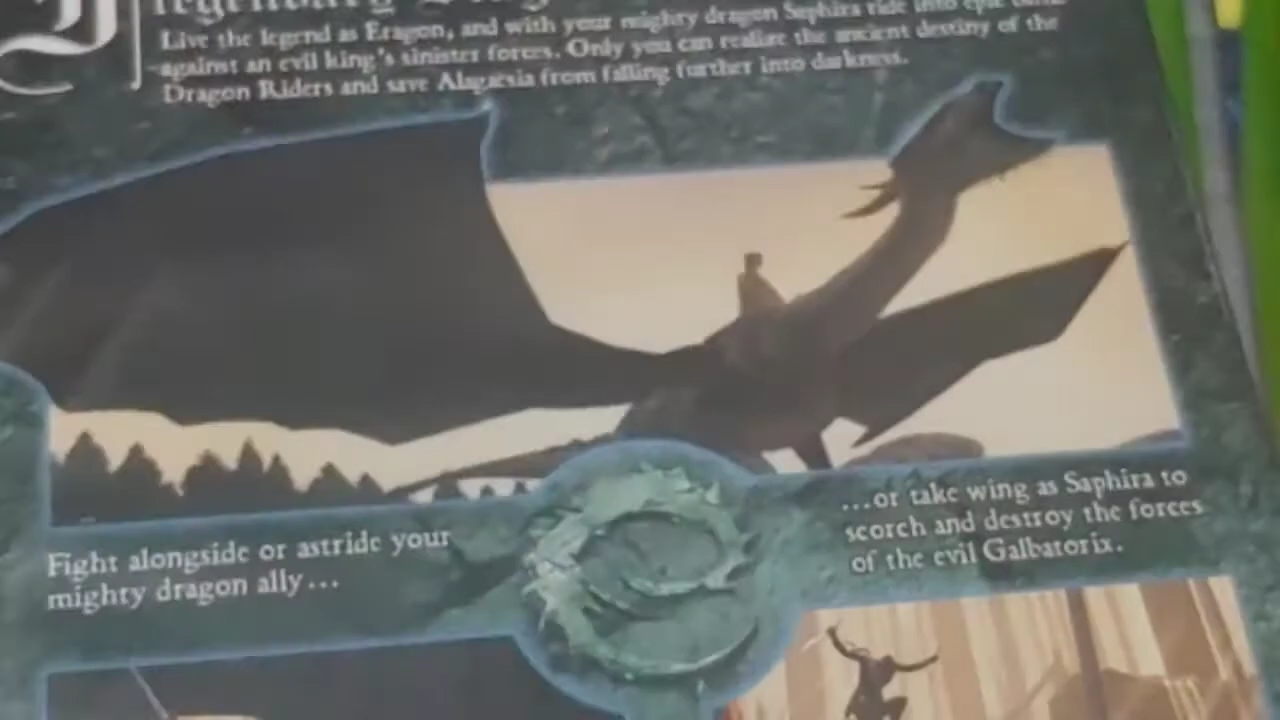 Live the legend as Eragon, and with your mighty dragon Saphira ride into epic
against an evil king's sinister forces. Only you can realize the ancient destiny of the
Dragon Riders and save Alagaësia from falling further into darkness.
Fight alongside or astride your
mighty dragon ally...
...or take wing as Saphira to
scorch and destroy the forces
of the evil Galbatorix.